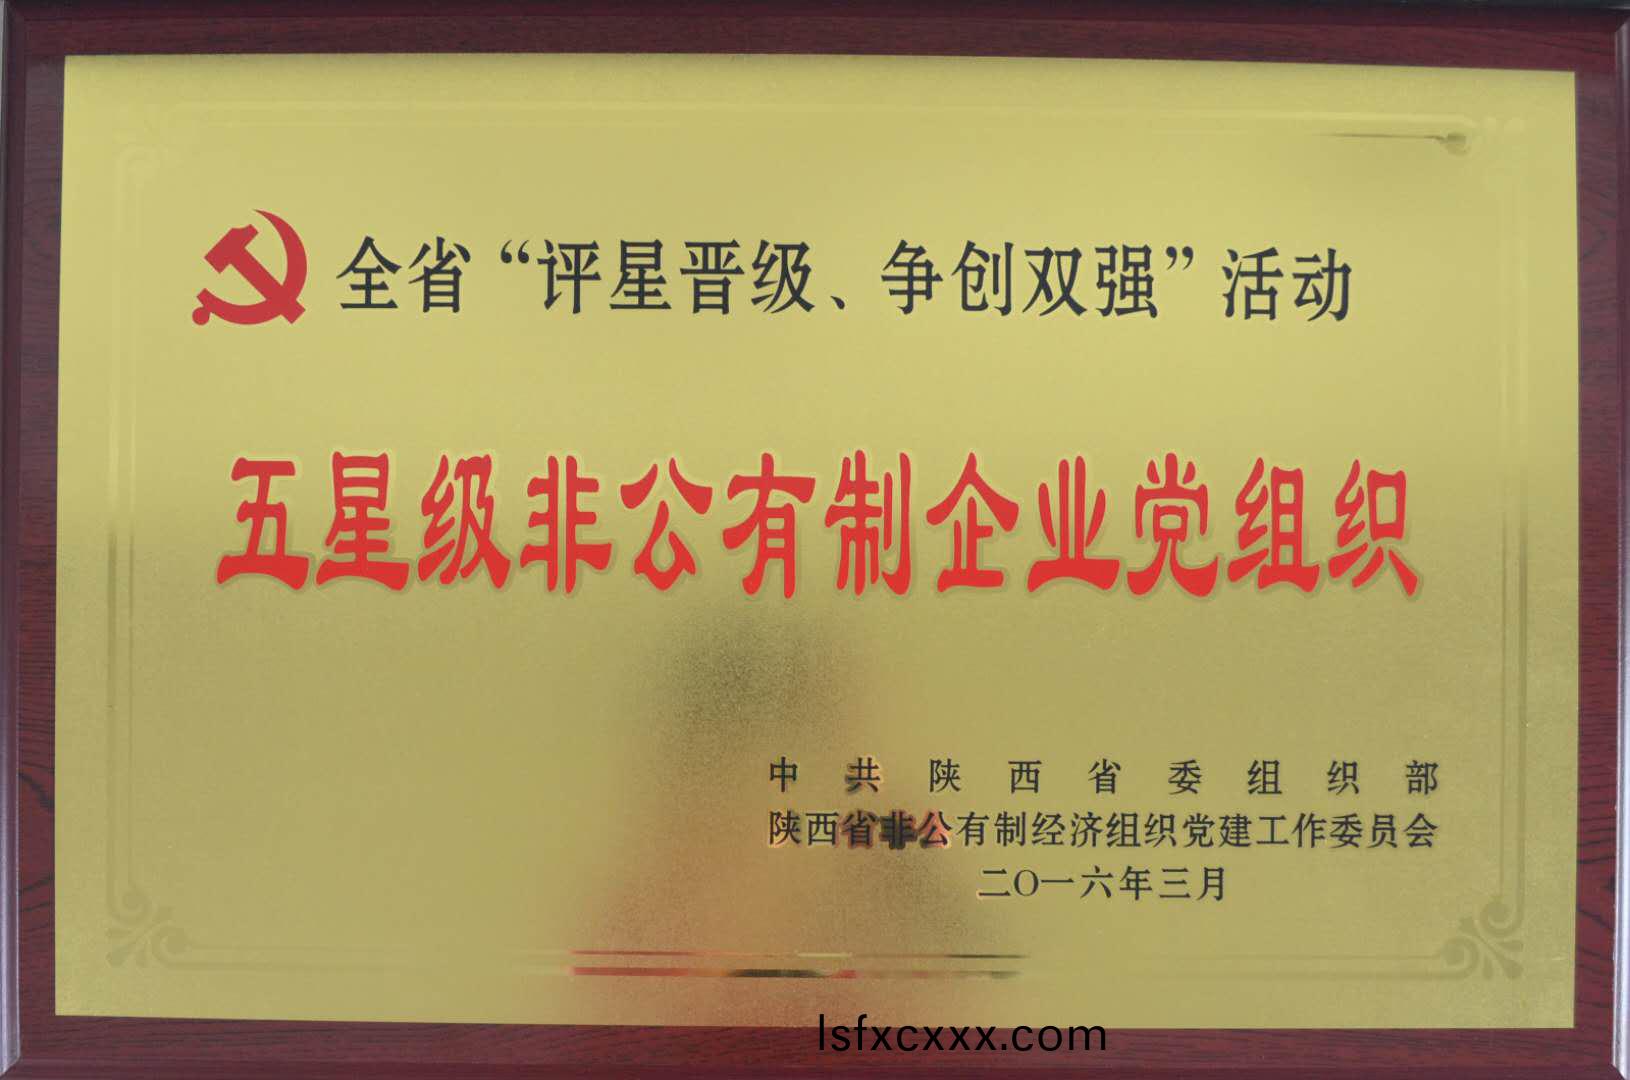 全省“评星晋级、争创双强”活动
五星级非公有制企业党组织
中共陕西省委组织部
陕西省非公有制经济组织党建工作委员会
二〇一六年三月
lsfxcxxx.com